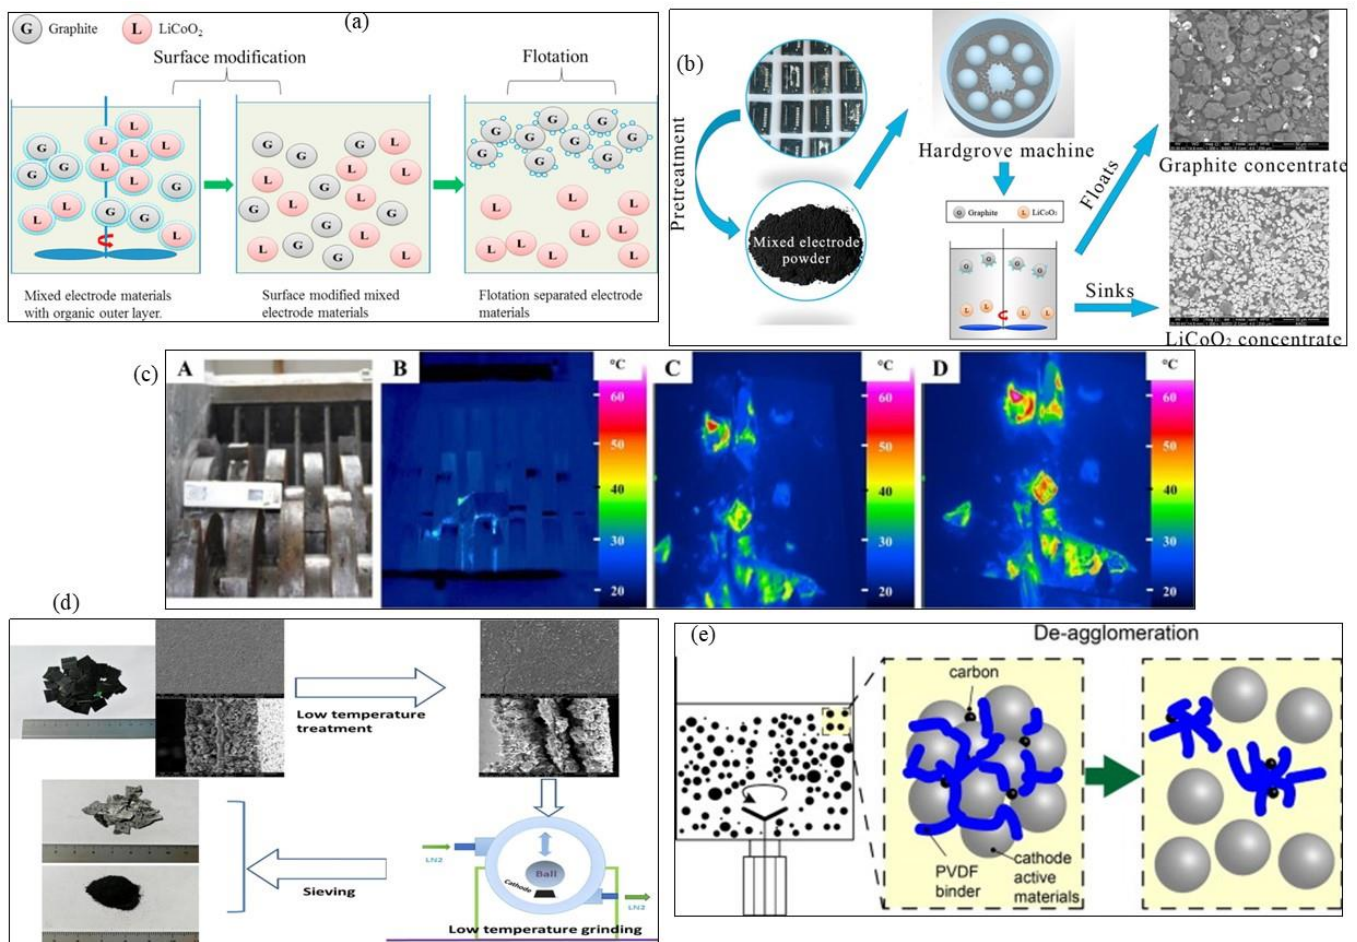 (a)
G Graphite L LiCoO₂
Surface modification
Flotation
G G G G L L L L L L L L G G
G G G G G G G L L L L L L L L L L
G G G G G G G L L L L L L L L
Mixed electrode materials
with organic outer layer.
Surface modified mixed
electrode materials
Flotation separated electrode
materials
(b)
Pretreatment
Mixed electrode
powder
Hardgrove machine
G Graphite L LiCoO₂
G G G G
L L L L
Floats
Sinks
Graphite concentrate
LiCoO₂ concentrate
(c)
A
B
°C
60
50
40
30
20
C
°C
60
50
40
30
20
D
°C
60
50
40
30
20
(d)
Low temperature
treatment
LN2
Ball
Cathode
LN2
Low temperature grinding
Sieving
(e)
De-agglomeration
carbon
PVDF
binder
cathode
active
materials